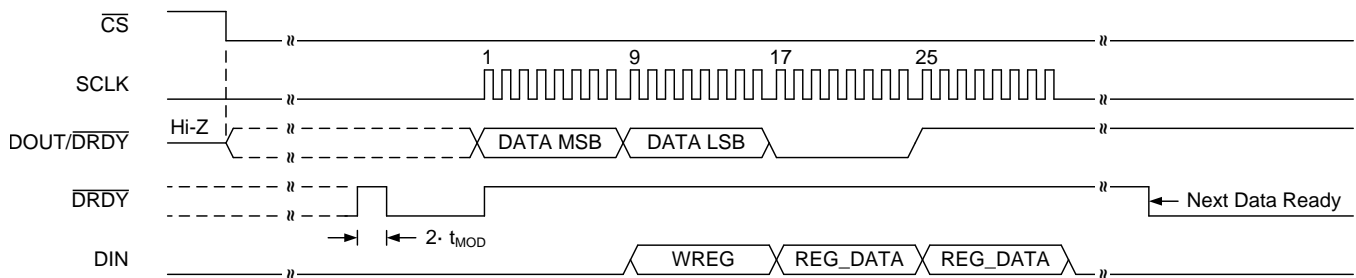 CS
1 9 17 25
SCLK
Hi-Z
DOUT/DRDY DATA MSB DATA LSB
DRDY Next Data Ready
2· tMOD
DIN WREG REG_DATA REG_DATA